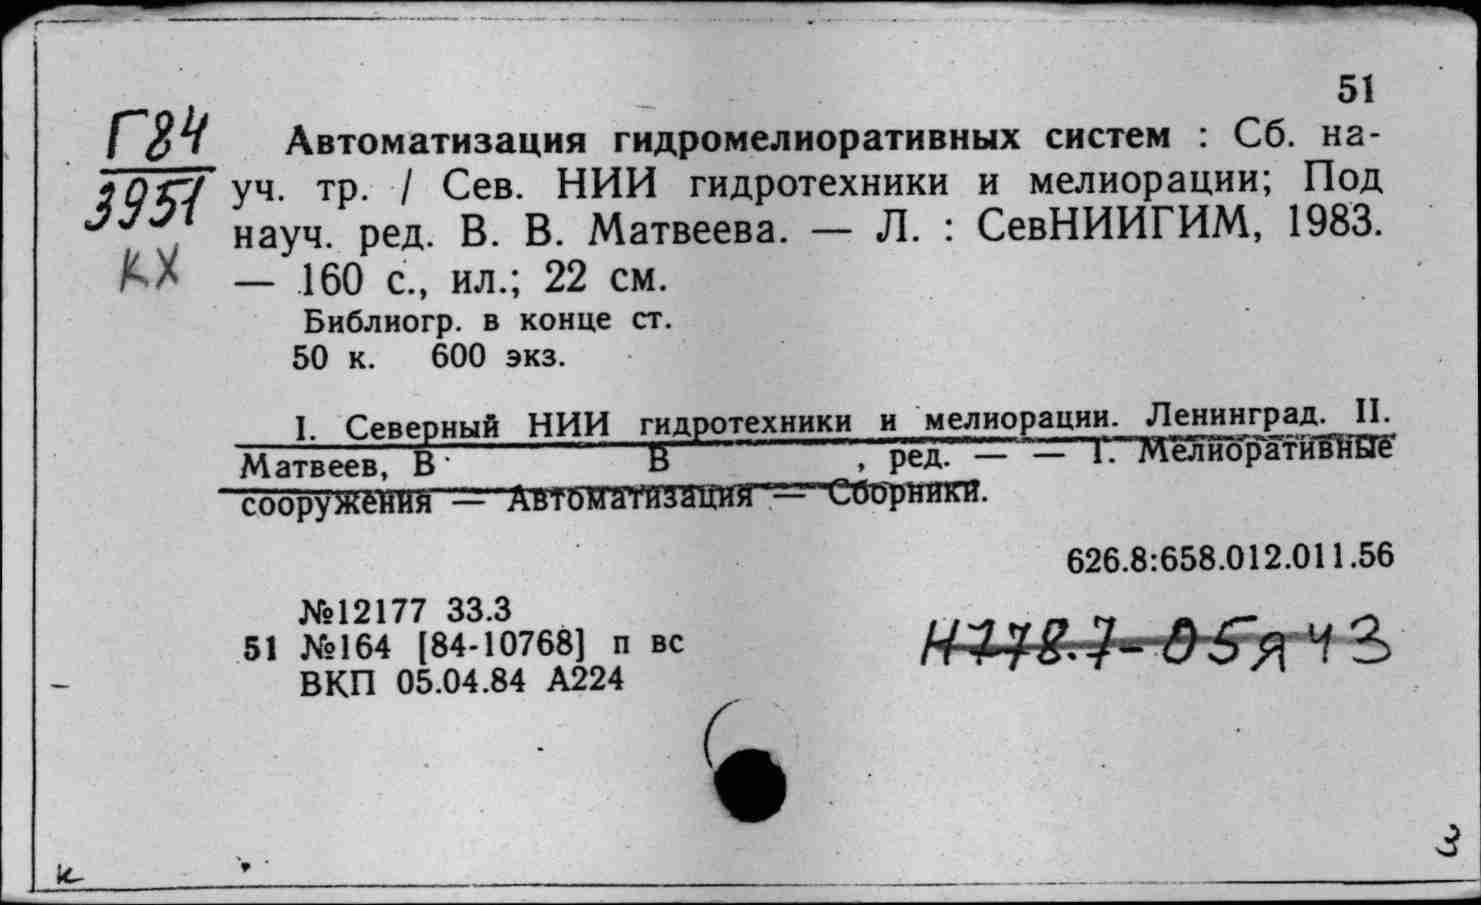 51
Г84
3951
кх
Автоматизация гидромелиоративных систем : Сб. на-
уч. тр. / Сев. НИИ гидротехники и мелиорации; Под
науч. ред. В. В. Матвеева. — Л. : СевНИИГИМ, 1983.
— 160 с., ил.; 22 см.
Библиогр. в конце ст.
50 к. 600 экз.
I. Северный НИИ гидротехники и мелиорации. Ленинград. II.
Матвеев, В В , ред. — — 1. Мелиоративные
сооружения — Автоматизация — Сборники.
626.8:658.012.011.56
№12177 33.3
51 №164 [84-10768] п вс
ВКП 05.04.84 А224
Н778.7-05я43
к
3